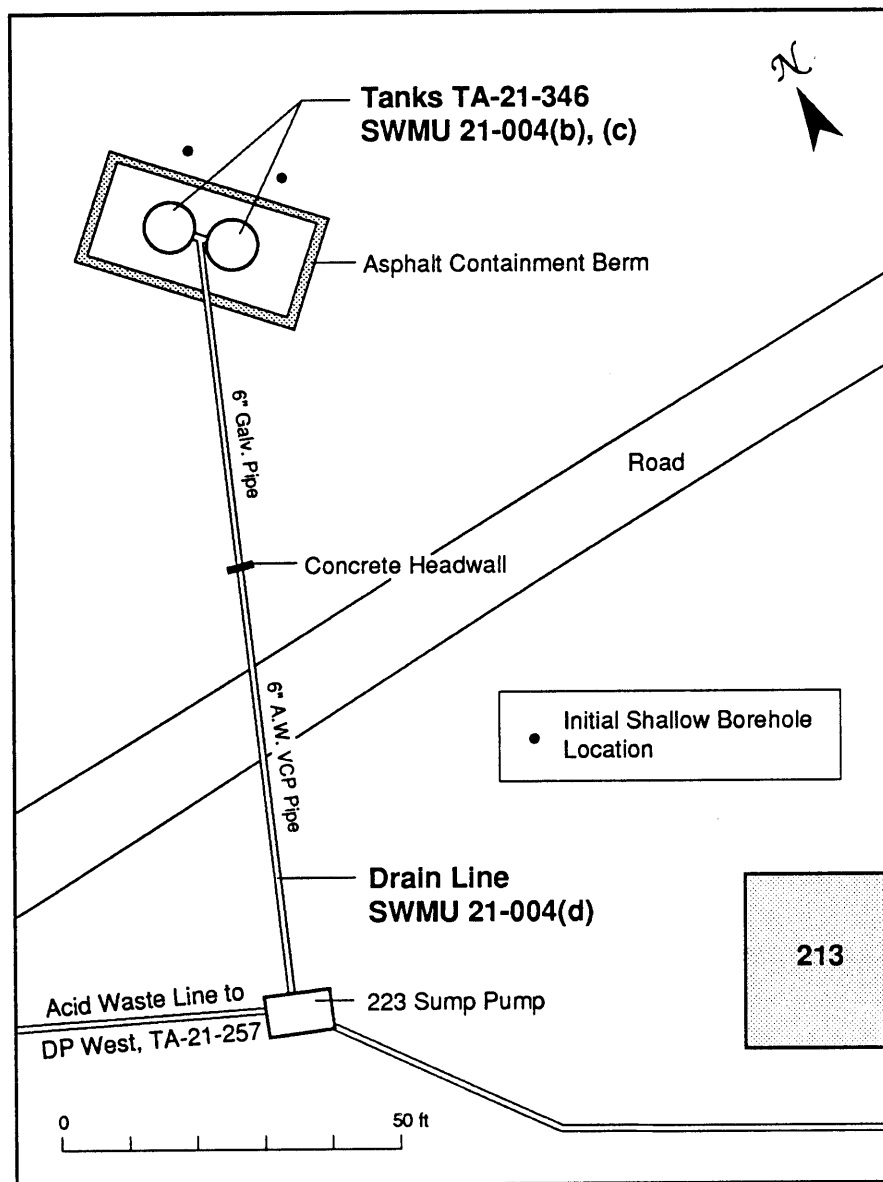 N
Tanks TA-21-346
SWMU 21-004(b), (c)
Asphalt Containment Berm
6" Galv. Pipe
Road
Concrete Headwall
6" A.W. VCP Pipe
Initial Shallow Borehole
Location
Drain Line
SWMU 21-004(d)
213
Acid Waste Line to
DP West, TA-21-257
223 Sump Pump
0
50 ft